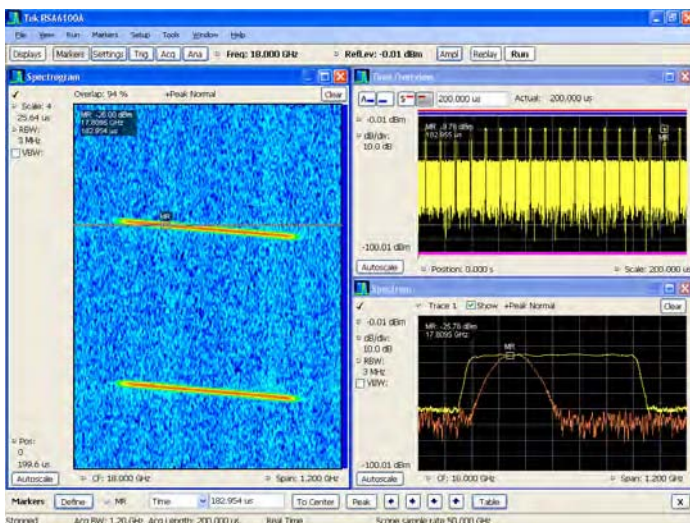 Tek RSA6100A
File View Run Markers Setup Tools Window Help
Displays Markers Settings Trig Acq Ana Freq: 18.000 GHz RefLev: -0.01 dBm Ampl Replay Run
Spectrogram
Overlap: 94 % +Peak Normal Clear
Scale: 4
25.64 us
RBW:
3 MHz
VBW:
MR: -26.00 dBm
17.8095 GHz
182.954 us
MR
Pos:
0
199.6 us
Autoscale CF: 18.000 GHz Span: 1.200 GHz
Time Overview
200.000 us Actual: 200.000 us
-0.01 dBm
dB/div:
10.0 dB
MR: -9.76 dBm
182.955 us
MR
-100.01 dBm
Autoscale Position: 0.000 s Scale: 200.000 us
Spectrum
Trace 1 Show +Peak Normal Clear
-0.01 dBm
dB/div:
10.0 dB
RBW:
3 MHz
VBW:
MR: -26.76 dBm
17.8095 GHz
MR
-100.01 dBm
Autoscale CF: 18.000 GHz Span: 1.200 GHz
Markers Define MR Time 182.954 us To Center Peak Table X
Stopped Acq BW: 1.20 GHz, Acq Length: 200.000 us Real Time Scope sample rate 50.000 GHz